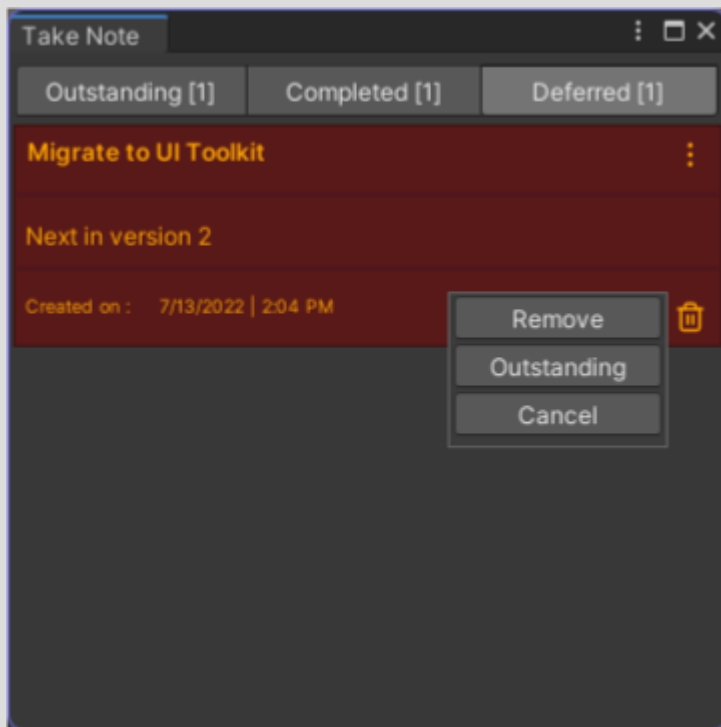 Take Note
Outstanding [1] Completed [1] Deferred [1]
Migrate to UI Toolkit
Next in version 2
Created on : 7/13/2022 | 2:04 PM
Remove
Outstanding
Cancel